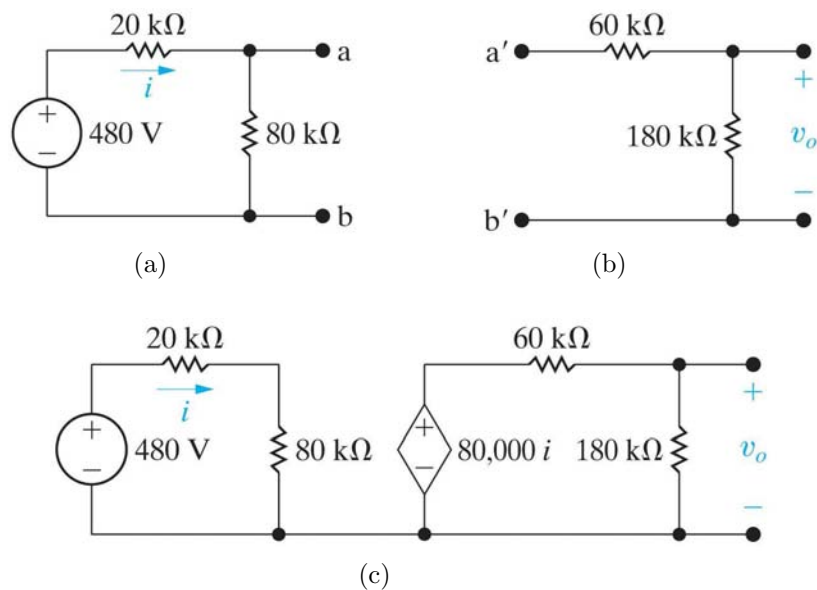 20 kΩ
i
a
+
−
480 V
80 kΩ
b
(a)
60 kΩ
a′
+
180 kΩ
v_o
−
b′
(b)
20 kΩ
i
+
−
480 V
80 kΩ
60 kΩ
+
−
80,000 i
180 kΩ
+
v_o
−
(c)